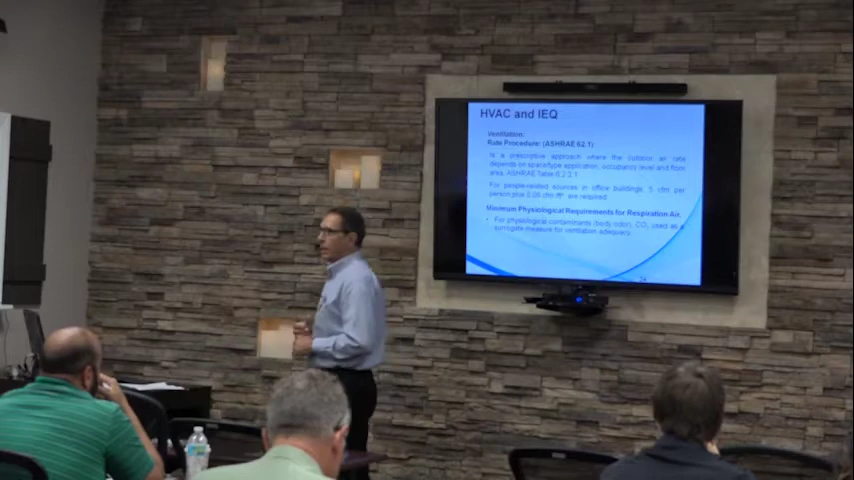 HVAC and IEQ
Ventilation:
Rate Procedure: (ASHRAE 62.1)
Is a prescriptive approach where the outdoor air rate
depends on space/type application, occupancy level and floor
area, ASHRAE Table 6.2.2.1
For people-related sources in office buildings, 5 cfm per
person plus 0.06 cfm ft² are required
Minimum Physiological Requirements for Respiration Air,
• For physiological contaminants (body odor), CO₂ used as a
surrogate measure for ventilation adequacy
24